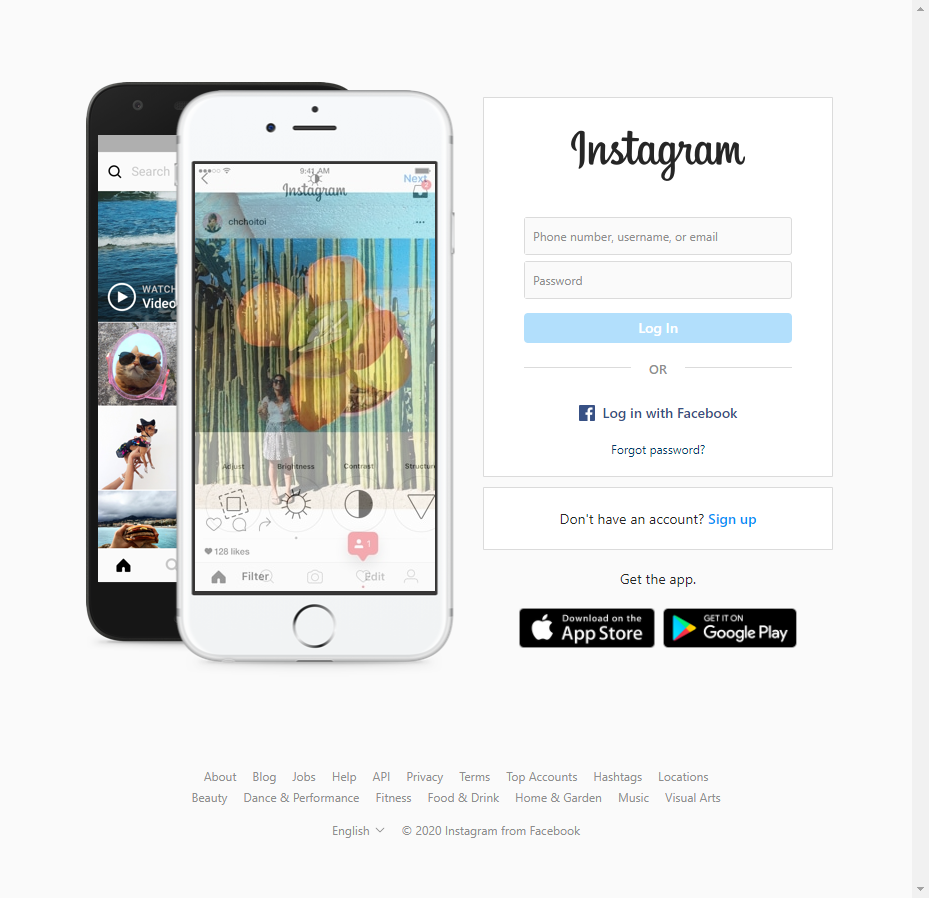 Search
WATCH
Video
9:41 AM
Next
2
Instagram
chchoitoi
Adjust
Brightness
Contrast
Structure
128 likes
1
Filter
Edit
Instagram
Phone number, username, or email
Password
Log In
OR
Log in with Facebook
Forgot password?
Don't have an account? Sign up
Get the app.
Download on the
App Store
GET IT ON
Google Play
About Blog Jobs Help API Privacy Terms Top Accounts Hashtags Locations
Beauty Dance & Performance Fitness Food & Drink Home & Garden Music Visual Arts
English © 2020 Instagram from Facebook